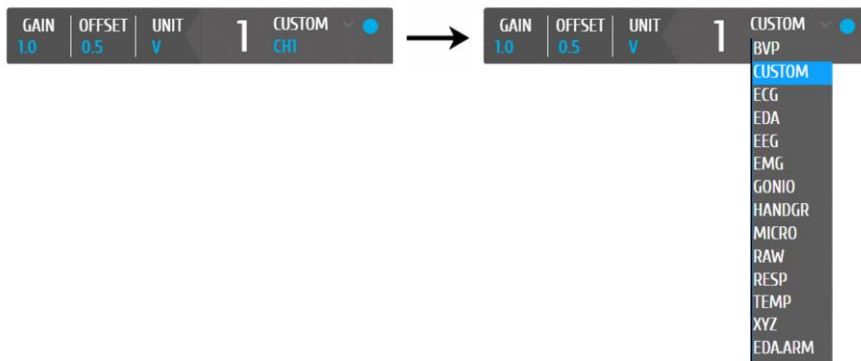 GAIN OFFSET UNIT 1 CUSTOM
1.0 0.5 V CH1
GAIN OFFSET UNIT 1 CUSTOM
1.0 0.5 V
BVP
CUSTOM
ECG
EDA
EEG
EMG
GONIO
HANDGR
MICRO
RAW
RESP
TEMP
XYZ
EDA.ARM